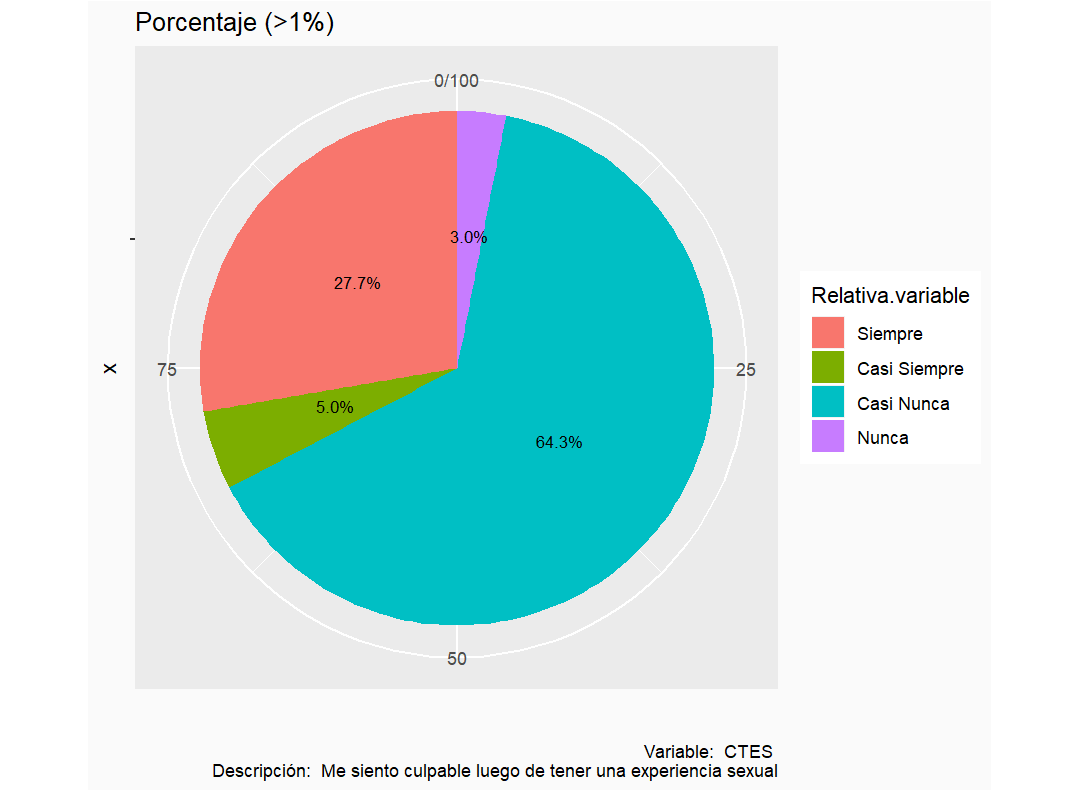 Porcentaje (>1%)
0/100
3.0%
27.7%
75
25
x
5.0%
64.3%
50
Relativa.variable
Siempre
Casi Siempre
Casi Nunca
Nunca
Variable:  CTES
Descripción:  Me siento culpable luego de tener una experiencia sexual